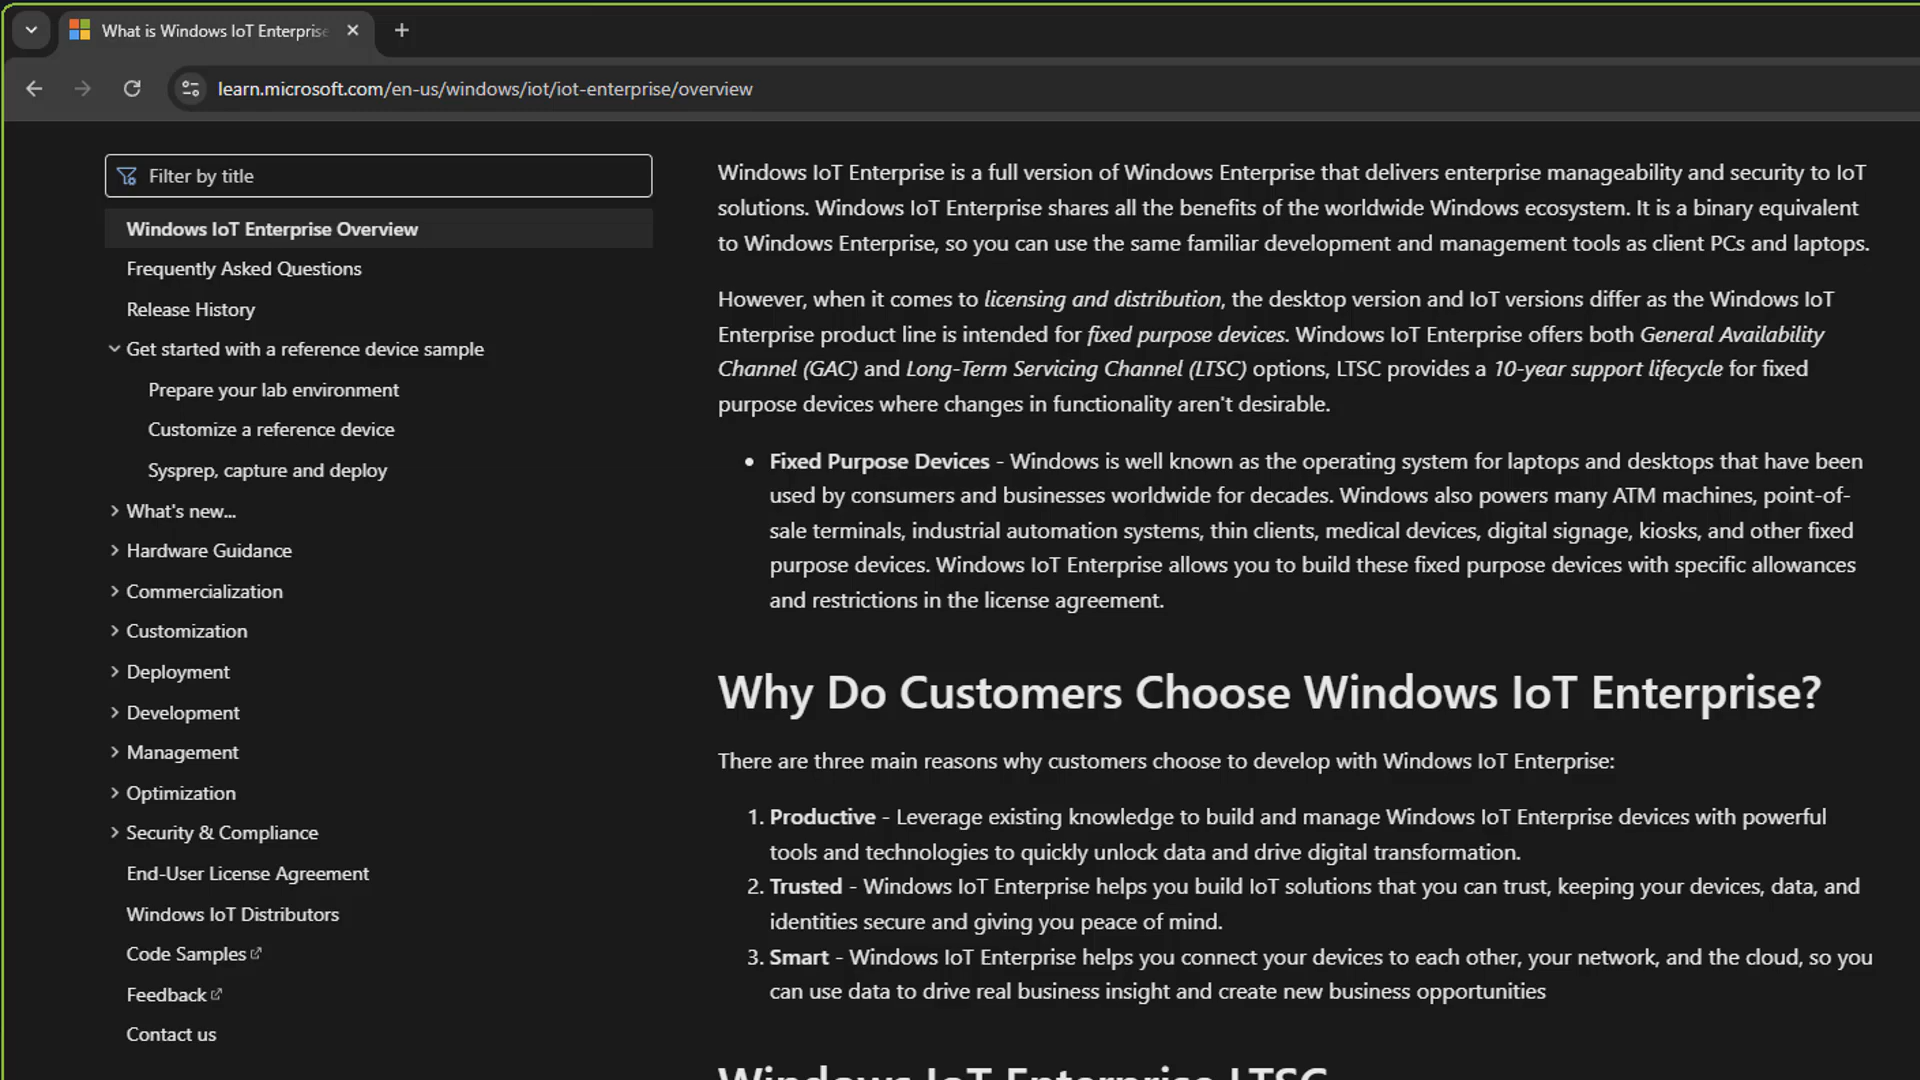 What is Windows IoT Enterprise
learn.microsoft.com/en-us/windows/iot/iot-enterprise/overview
Filter by title
Windows IoT Enterprise Overview
Frequently Asked Questions
Release History
Get started with a reference device sample
Prepare your lab environment
Customize a reference device
Sysprep, capture and deploy
What's new...
Hardware Guidance
Commercialization
Customization
Deployment
Development
Management
Optimization
Security & Compliance
End-User License Agreement
Windows IoT Distributors
Code Samples
Feedback
Contact us
Windows IoT Enterprise is a full version of Windows Enterprise that delivers enterprise manageability and security to IoT
solutions. Windows IoT Enterprise shares all the benefits of the worldwide Windows ecosystem. It is a binary equivalent
to Windows Enterprise, so you can use the same familiar development and management tools as client PCs and laptops.
However, when it comes to licensing and distribution, the desktop version and IoT versions differ as the Windows IoT
Enterprise product line is intended for fixed purpose devices. Windows IoT Enterprise offers both General Availability
Channel (GAC) and Long-Term Servicing Channel (LTSC) options, LTSC provides a 10-year support lifecycle for fixed
purpose devices where changes in functionality aren't desirable.
• Fixed Purpose Devices - Windows is well known as the operating system for laptops and desktops that have been
used by consumers and businesses worldwide for decades. Windows also powers many ATM machines, point-of-
sale terminals, industrial automation systems, thin clients, medical devices, digital signage, kiosks, and other fixed
purpose devices. Windows IoT Enterprise allows you to build these fixed purpose devices with specific allowances
and restrictions in the license agreement.
Why Do Customers Choose Windows IoT Enterprise?
There are three main reasons why customers choose to develop with Windows IoT Enterprise:
1. Productive - Leverage existing knowledge to build and manage Windows IoT Enterprise devices with powerful
tools and technologies to quickly unlock data and drive digital transformation.
2. Trusted - Windows IoT Enterprise helps you build IoT solutions that you can trust, keeping your devices, data, and
identities secure and giving you peace of mind.
3. Smart - Windows IoT Enterprise helps you connect your devices to each other, your network, and the cloud, so you
can use data to drive real business insight and create new business opportunities
Windows IoT Enterprise LTSC